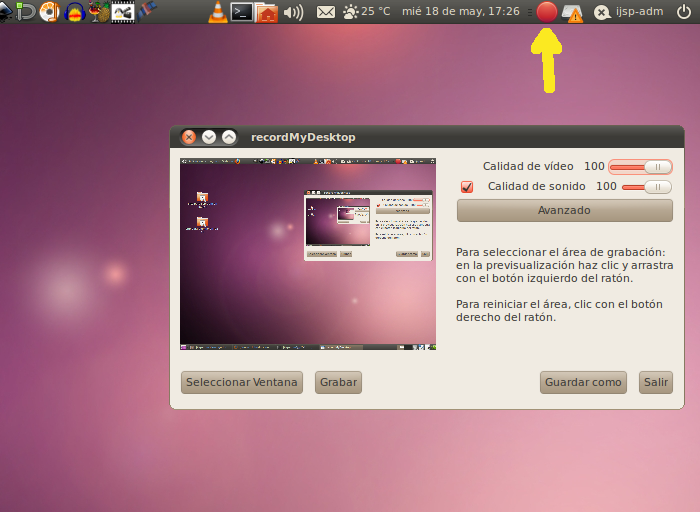 25 °C mié 18 de may, 17:26 ijsp-adm
recordMyDesktop
Calidad de vídeo 100
Calidad de sonido 100
Avanzado
Para seleccionar el área de grabación:
en la previsualización haz clic y arrastra
con el botón izquierdo del ratón.
Para reiniciar el área, clic con el botón
derecho del ratón.
Seleccionar Ventana Grabar Guardar como Salir